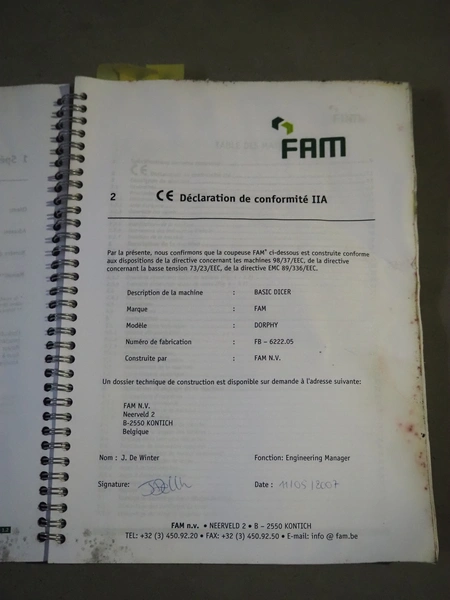 FAM
2 CE Déclaration de conformité IIA
Par la présente, nous confirmons que la coupeuse FAM® ci-dessous est construite conforme
aux dispositions de la directive concernant les machines 98/37/EEC, de la directive
concernant la basse tension 73/23/EEC, de la directive EMC 89/336/EEC.
Description de la machine : BASIC DICER
Marque : FAM
Modèle : DORPHY
Numéro de fabrication : FB – 6222.05
Construite par : FAM N.V.
Un dossier technique de construction est disponible sur demande à l'adresse suivante:
FAM N.V.
Neerveld 2
B-2550 KONTICH
Belgique
Nom : J. De Winter Fonction: Engineering Manager
Signature: Date : 11/05/2007
FAM n.v. • NEERVELD 2 • B – 2550 KONTICH
TEL: +32 (3) 450.92.20 • FAX: +32 (3) 450.92.50 • E-mail: info @ fam.be